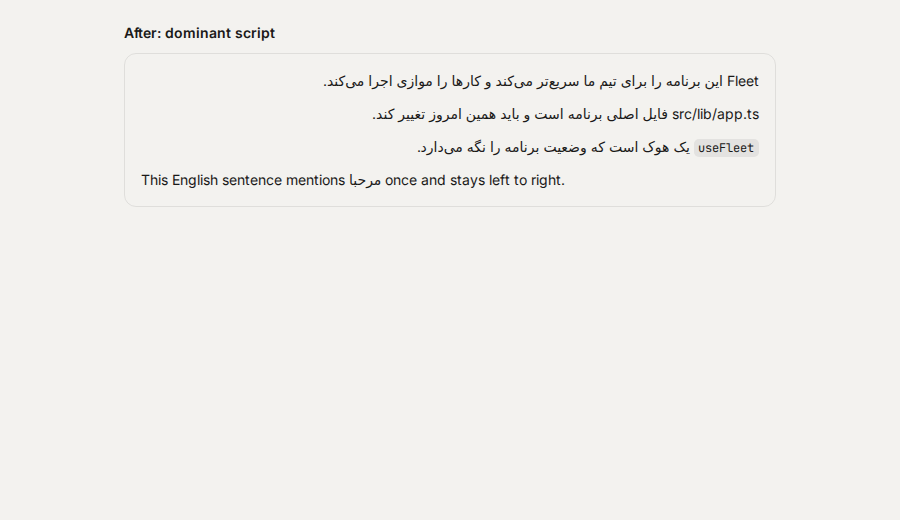 After: dominant script
Fleet این برنامه را برای تیم ما سریع‌تر می‌کند و کارها را موازی اجرا می‌کند.
src/lib/app.ts فایل اصلی برنامه است و باید همین امروز تغییر کند.
useFleet یک هوک است که وضعیت برنامه را نگه می‌دارد.
This English sentence mentions مرحبا once and stays left to right.